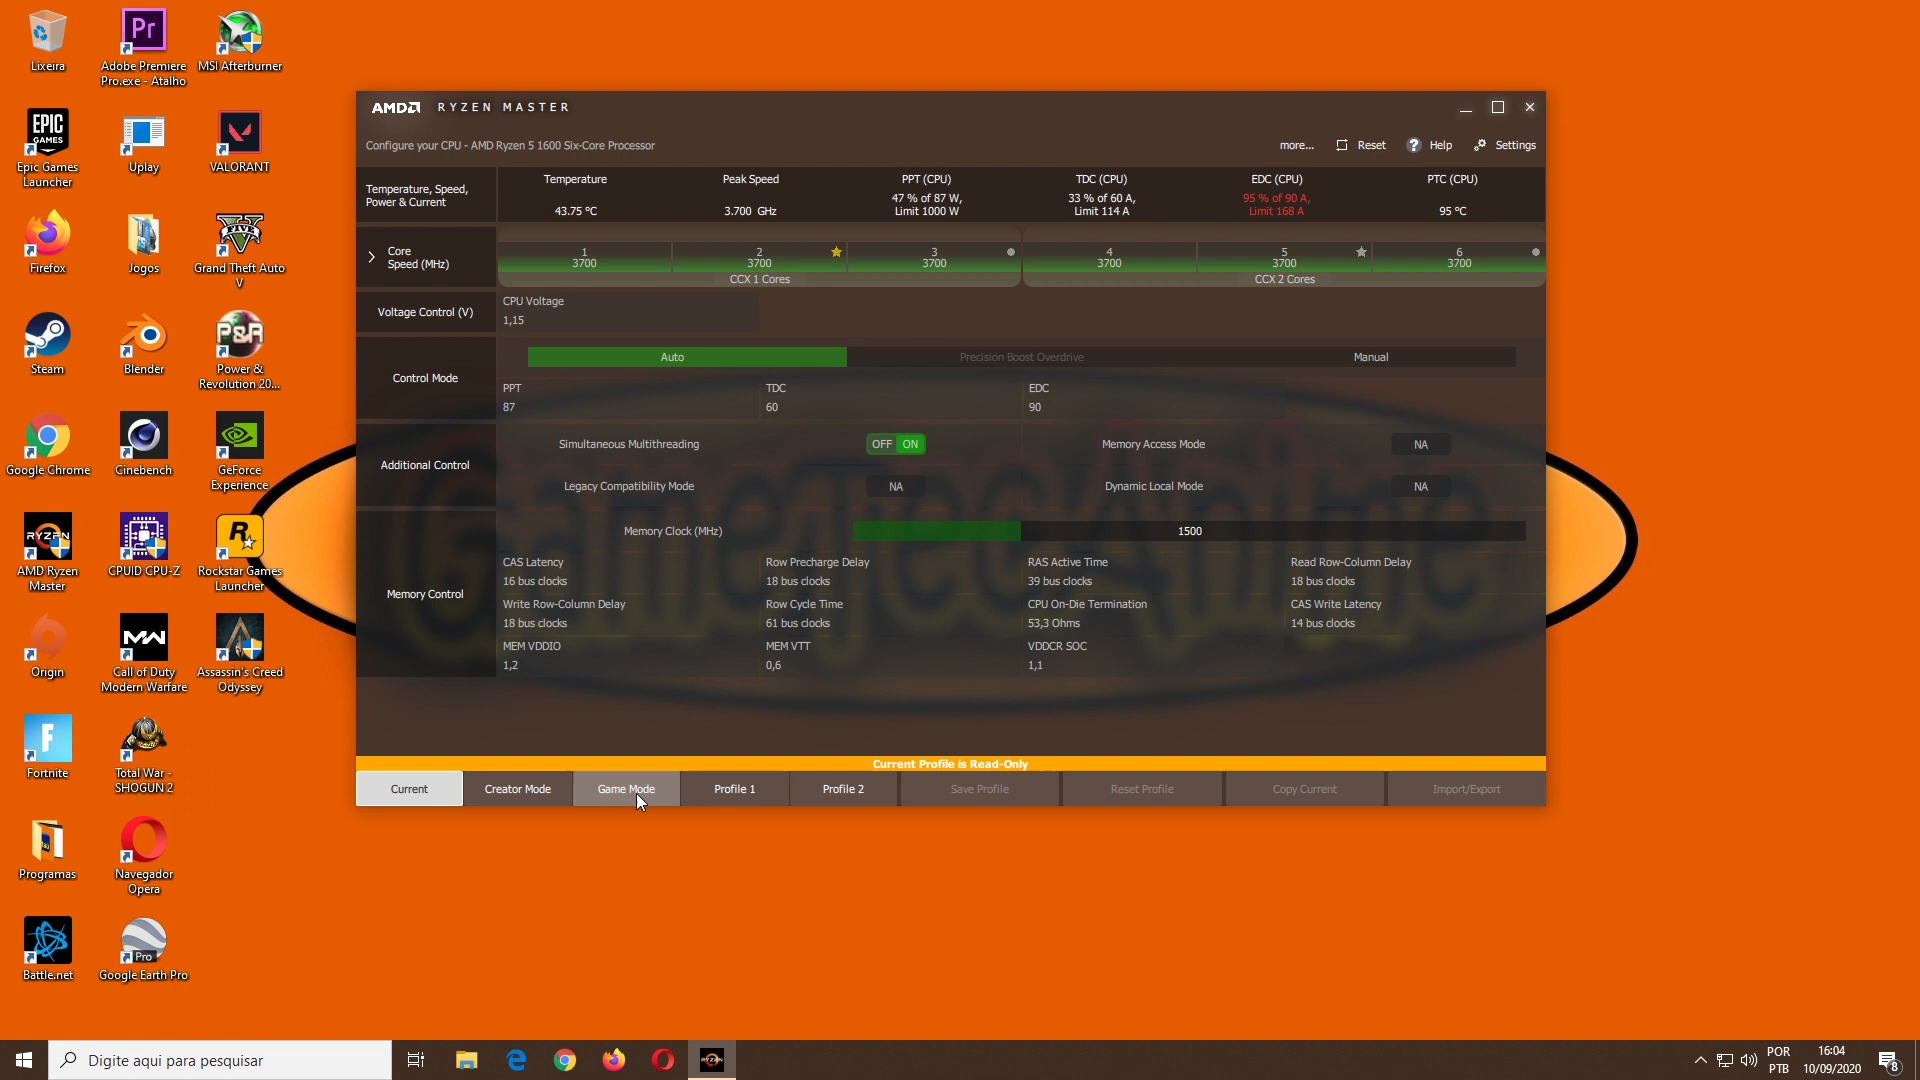 Lixeira
Adobe Premiere
Pro.exe - Atalho
MSI Afterburner
Epic Games
Launcher
Uplay
VALORANT
Firefox
Jogos
Grand Theft Auto
V
Steam
Blender
Power &
Revolution 20...
Google Chrome
Cinebench
GeForce
Experience
AMD Ryzen
Master
CPUID CPU-Z
Rockstar Games
Launcher
Origin
Call of Duty
Modern Warfare
Assassin's Creed
Odyssey
Fortnite
Total War -
SHOGUN 2
Programas
Navegador
Opera
Battle.net
Google Earth Pro
Pr
EPIC
GAMES
FIVE
P&R
RYZEN
R
MW
F
Pro
AMD RYZEN MASTER
Configure your CPU - AMD Ryzen 5 1600 Six-Core Processor
more... Reset ? Help Settings
Temperature, Speed,
Power & Current
Temperature
43.75 ºC
Peak Speed
3.700 GHz
PPT (CPU)
47 % of 87 W,
Limit 1000 W
TDC (CPU)
33 % of 60 A,
Limit 114 A
EDC (CPU)
95 % of 90 A,
Limit 168 A
PTC (CPU)
95 ºC
Core
Speed (MHz)
1 2 3 4 5 6
3700 3700 3700 3700 3700 3700
CCX 1 Cores CCX 2 Cores
Voltage Control (V)
CPU Voltage
1,15
Control Mode
Auto Precision Boost Overdrive Manual
PPT TDC EDC
87 60 90
Additional Control
Simultaneous Multithreading OFF ON Memory Access Mode NA
Legacy Compatibility Mode NA Dynamic Local Mode NA
Memory Control
Memory Clock (MHz) 1500
CAS Latency Row Precharge Delay RAS Active Time Read Row-Column Delay
16 bus clocks 18 bus clocks 39 bus clocks 18 bus clocks
Write Row-Column Delay Row Cycle Time CPU On-Die Termination CAS Write Latency
18 bus clocks 61 bus clocks 53,3 Ohms 14 bus clocks
MEM VDDIO MEM VTT VDDCR SOC
1,2 0,6 1,1
Current Profile is Read-Only
Current Creator Mode Game Mode Profile 1 Profile 2 Save Profile Reset Profile Copy Current Import/Export
Digite aqui para pesquisar
RYZEN
POR
PTB
16:04
10/09/2020
8